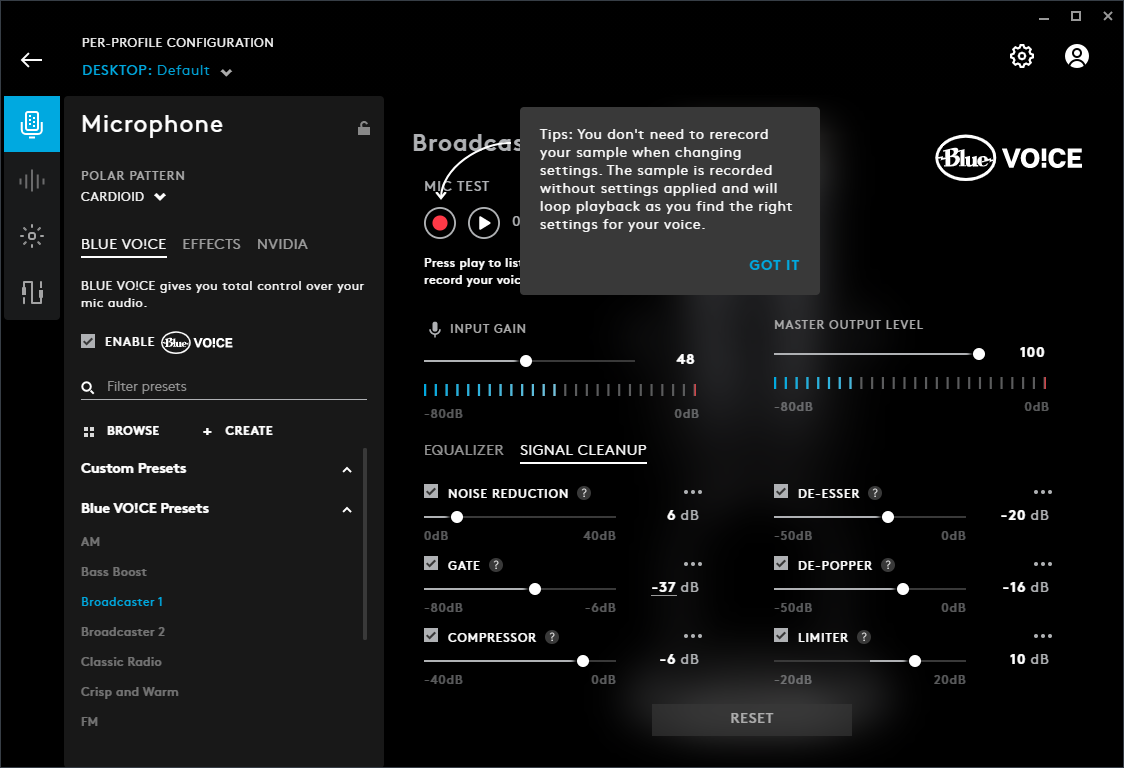 PER-PROFILE CONFIGURATION
DESKTOP: Default
Microphone
POLAR PATTERN
CARDIOID
BLUE VO!CE EFFECTS NVIDIA
BLUE VO!CE gives you total control over your
mic audio.
ENABLE Blue VO!CE
Filter presets
BROWSE + CREATE
Custom Presets
Blue VO!CE Presets
AM
Bass Boost
Broadcaster 1
Broadcaster 2
Classic Radio
Crisp and Warm
FM
Broadcas
MIC TEST
0
Press play to list
record your voic
Tips: You don't need to rerecord
your sample when changing
settings. The sample is recorded
without settings applied and will
loop playback as you find the right
settings for your voice.
GOT IT
Blue VO!CE
INPUT GAIN
48
-80dB 0dB
MASTER OUTPUT LEVEL
100
-80dB 0dB
EQUALIZER SIGNAL CLEANUP
NOISE REDUCTION ?
6 dB
0dB 40dB
DE-ESSER ?
-20 dB
-50dB 0dB
GATE ?
-37 dB
-80dB -6dB
DE-POPPER ?
-16 dB
-50dB 0dB
COMPRESSOR ?
-6 dB
-40dB 0dB
LIMITER ?
10 dB
-20dB 20dB
RESET